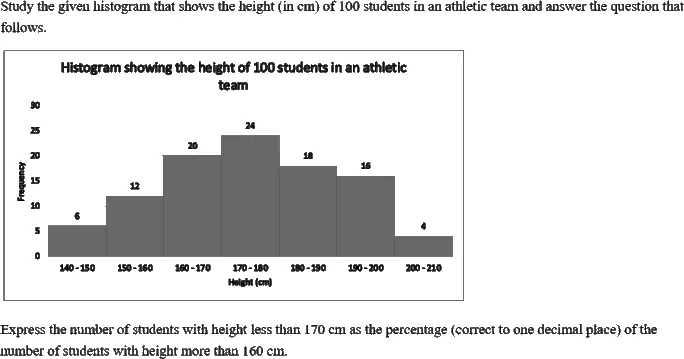 Study the given histogram that shows the height (in cm) of 100 students in an athletic team and answer the question that
follows.
Histogram showing the height of 100 students in an athletic
team
30
25
20
15
10
5
0
Frequency
6
12
20
24
18
16
4
140 - 150 150 - 160 160 - 170 170 - 180 180 - 190 190 - 200 200 - 210
Height (cm)
Express the number of students with height less than 170 cm as the percentage (correct to one decimal place) of the
number of students with height more than 160 cm.